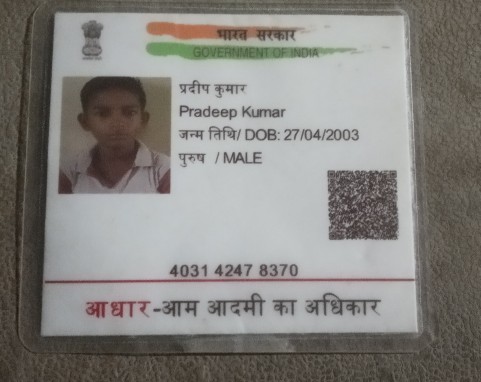 भारत सरकार
GOVERNMENT OF INDIA
प्रदीप कुमार
Pradeep Kumar
जन्म तिथि/ DOB: 27/04/2003
पुरुष / MALE
4031 4247 8370
आधार-आम आदमी का अधिकार